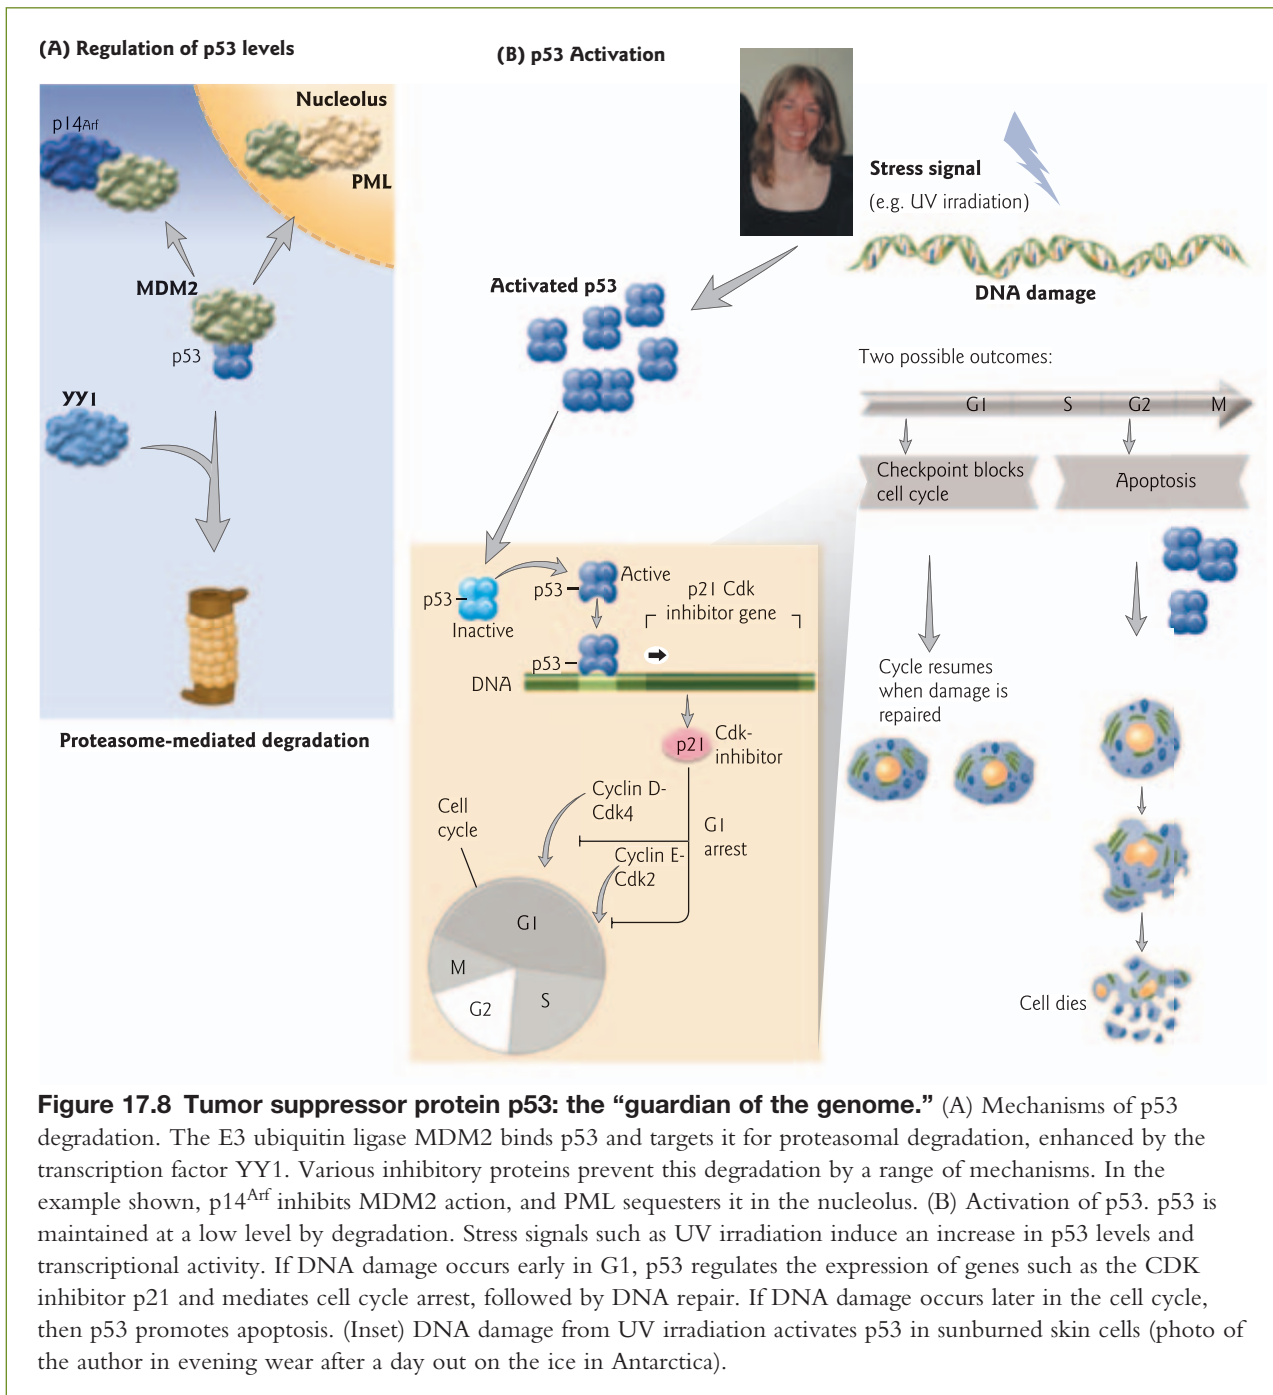 (A) Regulation of p53 levels
p14Arf
Nucleolus
PML
MDM2
p53
YY1
Proteasome-mediated degradation
(B) p53 Activation
Stress signal
(e.g. UV irradiation)
DNA damage
Activated p53
Two possible outcomes:
G1 S G2 M
Checkpoint blocks
cell cycle
Apoptosis
Cycle resumes
when damage is
repaired
Cell dies
p53
Inactive
p53
Active
p21 Cdk
inhibitor gene
p53
DNA
p21
Cdk-
inhibitor
Cyclin D-
Cdk4
Cell
cycle
G1
arrest
Cyclin E-
Cdk2
G1
M
G2
S
Figure 17.8 Tumor suppressor protein p53: the “guardian of the genome.” (A) Mechanisms of p53
degradation. The E3 ubiquitin ligase MDM2 binds p53 and targets it for proteasomal degradation, enhanced by the
transcription factor YY1. Various inhibitory proteins prevent this degradation by a range of mechanisms. In the
example shown, p14Arf inhibits MDM2 action, and PML sequesters it in the nucleolus. (B) Activation of p53. p53 is
maintained at a low level by degradation. Stress signals such as UV irradiation induce an increase in p53 levels and
transcriptional activity. If DNA damage occurs early in G1, p53 regulates the expression of genes such as the CDK
inhibitor p21 and mediates cell cycle arrest, followed by DNA repair. If DNA damage occurs later in the cell cycle,
then p53 promotes apoptosis. (Inset) DNA damage from UV irradiation activates p53 in sunburned skin cells (photo of
the author in evening wear after a day out on the ice in Antarctica).